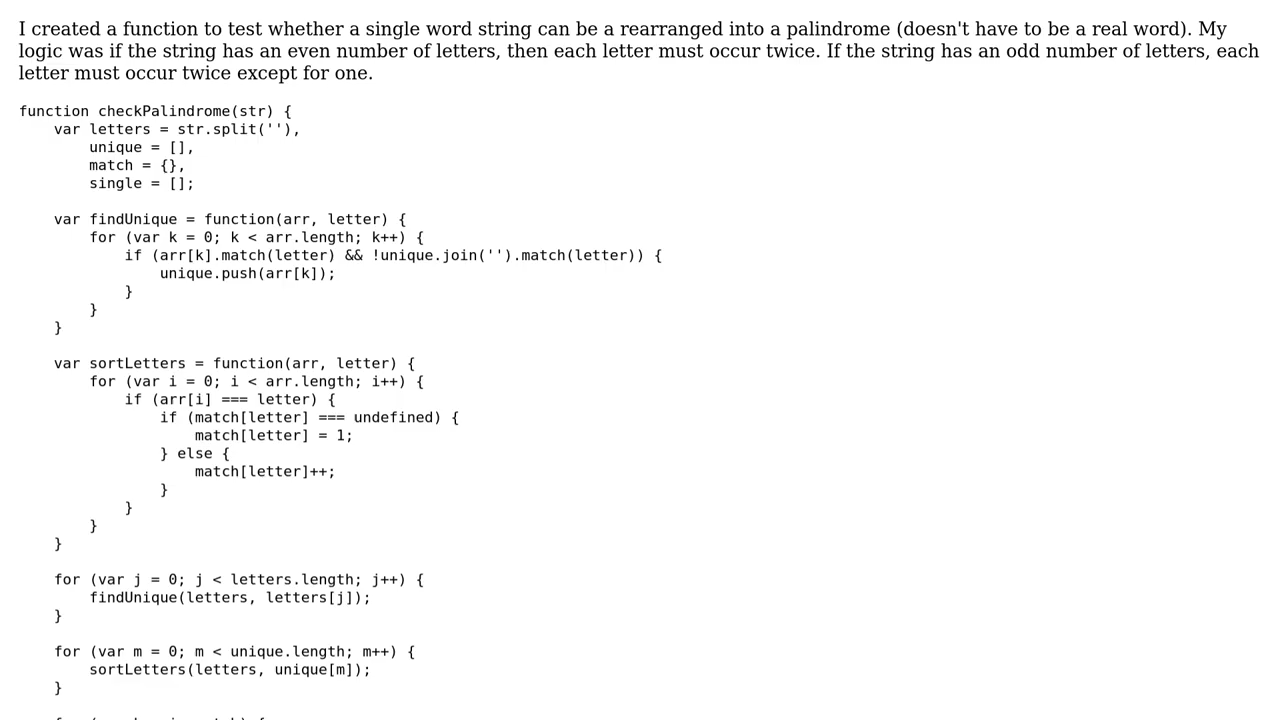 I created a function to test whether a single word string can be a rearranged into a palindrome (doesn't have to be a real word). My
logic was if the string has an even number of letters, then each letter must occur twice. If the string has an odd number of letters, each
letter must occur twice except for one.
function checkPalindrome(str) {
    var letters = str.split(''),
        unique = [],
        match = {},
        single = [];

    var findUnique = function(arr, letter) {
        for (var k = 0; k < arr.length; k++) {
            if (arr[k].match(letter) && !unique.join('').match(letter)) {
                unique.push(arr[k]);
            }
        }
    }

    var sortLetters = function(arr, letter) {
        for (var i = 0; i < arr.length; i++) {
            if (arr[i] === letter) {
                if (match[letter] === undefined) {
                    match[letter] = 1;
                } else {
                    match[letter]++;
                }
            }
        }
    }

    for (var j = 0; j < letters.length; j++) {
        findUnique(letters, letters[j]);
    }

    for (var m = 0; m < unique.length; m++) {
        sortLetters(letters, unique[m]);
    }